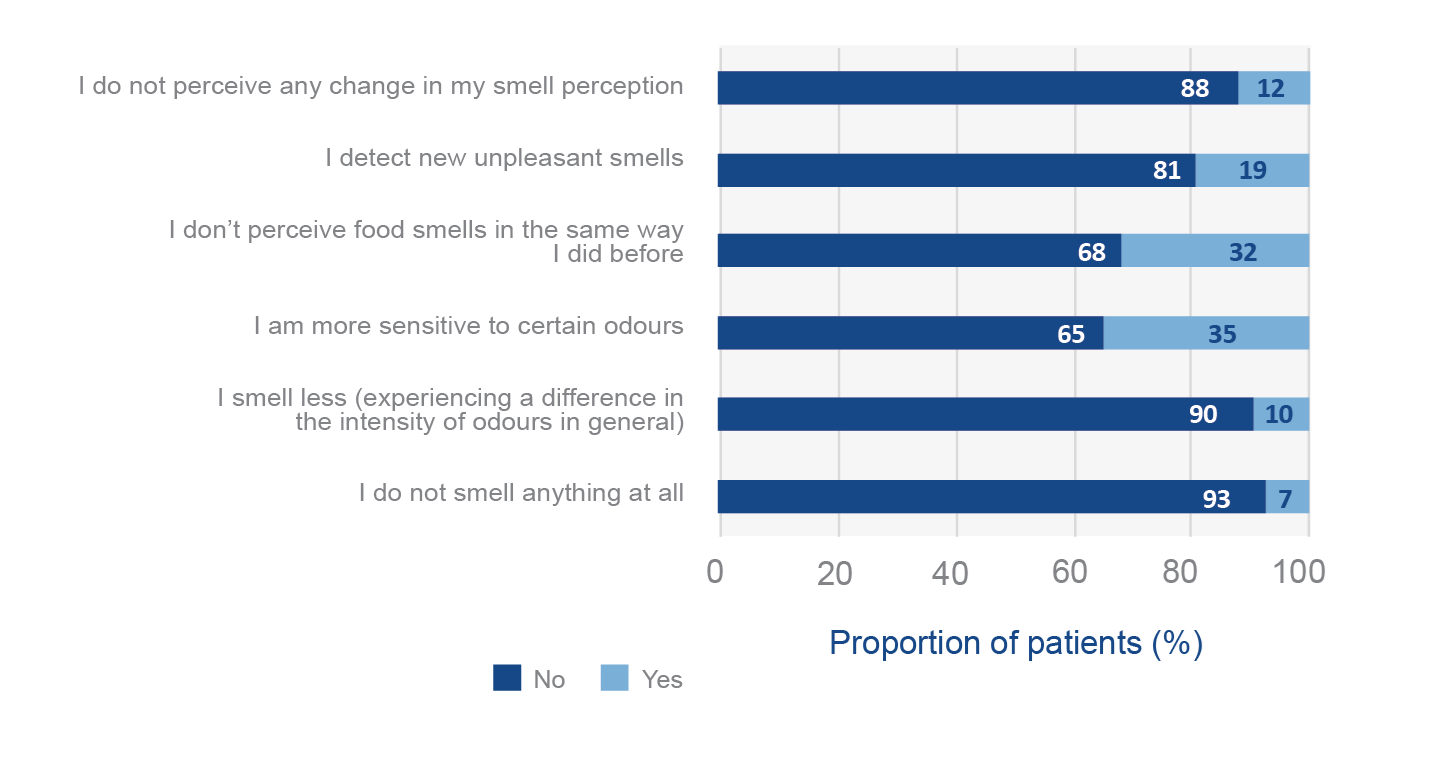 I do not perceive any change in my smell perception
88 12
I detect new unpleasant smells
81 19
I don’t perceive food smells in the same way
I did before
68 32
I am more sensitive to certain odours
65 35
I smell less (experiencing a difference in
the intensity of odours in general)
90 10
I do not smell anything at all
93 7
0 20 40 60 80 100
Proportion of patients (%)
No Yes